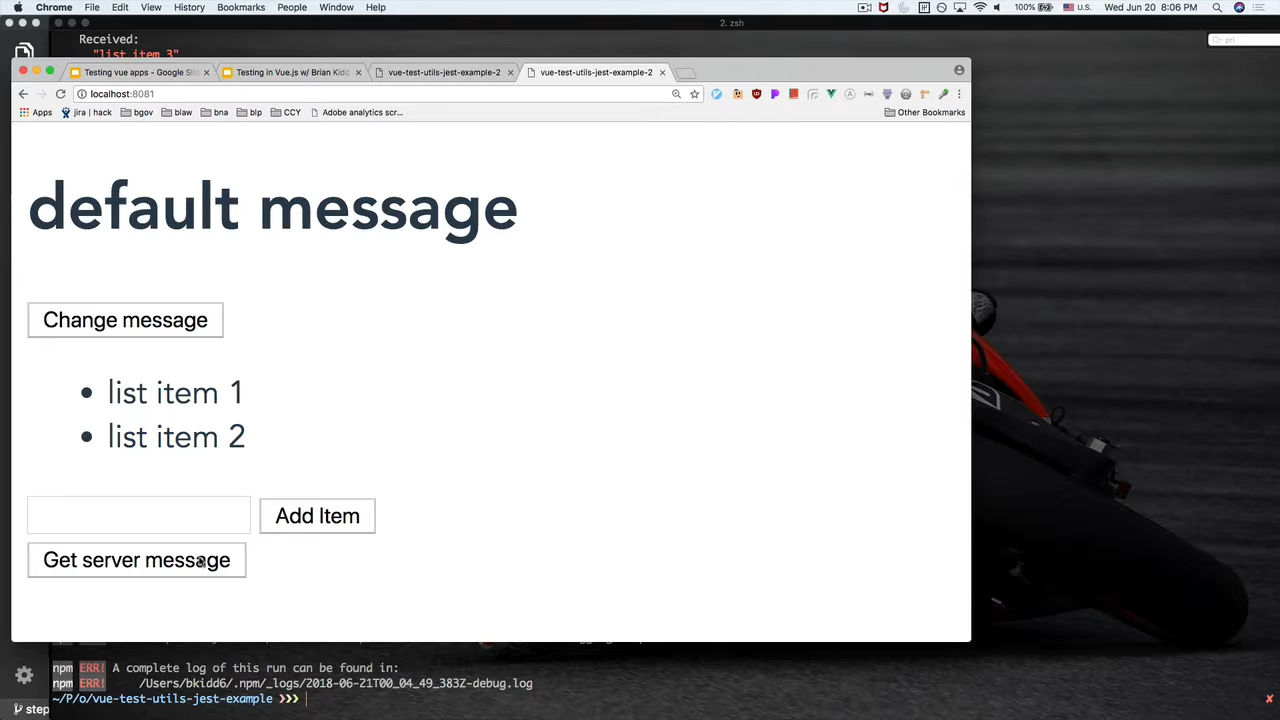 Chrome File Edit View History Bookmarks People Window Help 100% U.S. Wed Jun 20 8:06 PM
2. zsh
Received:
"list item 3"
pri
Testing vue apps - Google Sli
Testing in Vue.js w/ Brian Kidd
vue-test-utils-jest-example-2
vue-test-utils-jest-example-2
localhost:8081
Apps jira | hack bgov blaw bna blp CCY Adobe analytics scr... Other Bookmarks
default message
Change message
• list item 1
• list item 2
Add Item
Get server message
npm ERR! A complete log of this run can be found in:
npm ERR! /Users/bkidd6/.npm/_logs/2018-06-21T00_04_49_383Z-debug.log
~/P/o/vue-test-utils-jest-example ❯❯❯
step